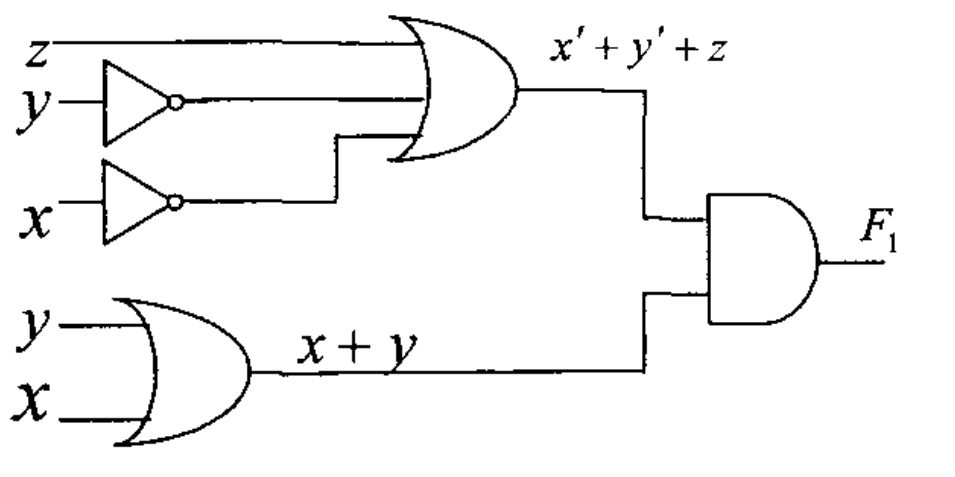 z
x' + y' + z
y
x
F₁
y
x + y
x